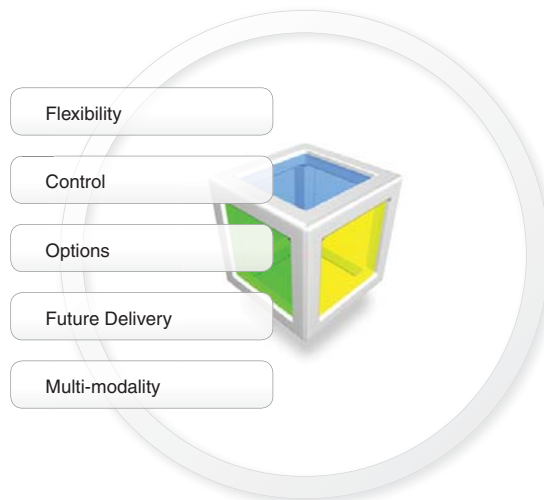 Flexibility
Control
Options
Future Delivery
Multi-modality